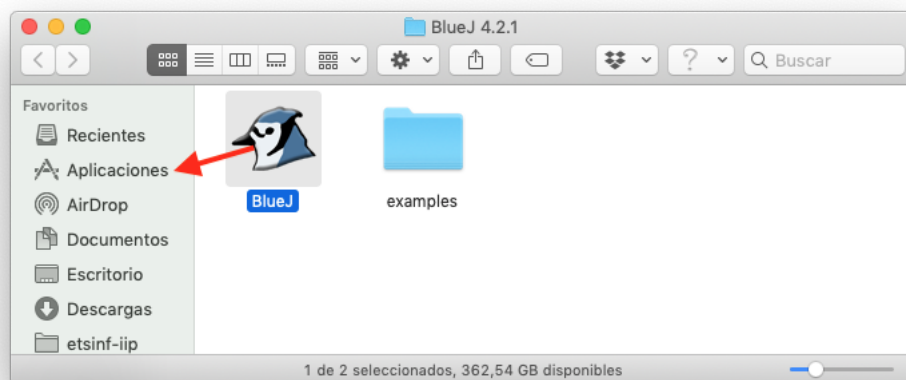 BlueJ 4.2.1
Buscar
Favoritos
Recientes
Aplicaciones
AirDrop
Documentos
Escritorio
Descargas
etsinf-iip
BlueJ
examples
1 de 2 seleccionados, 362,54 GB disponibles